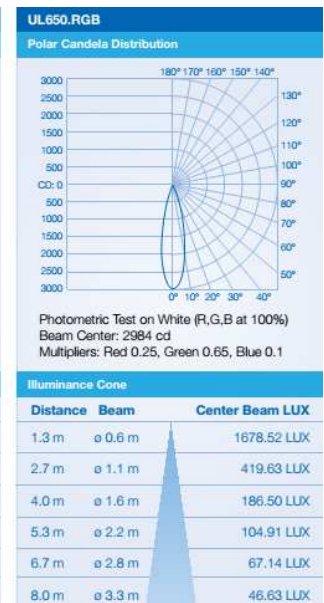 UL650.RGB
Polar Candela Distribution
180° 170° 160° 150° 140°
3000
2500
2000
1500
1000
500
CD: 0
500
1000
1500
2000
2500
3000
130°
120°
110°
100°
90°
80°
70°
60°
50°
0° 10° 20° 30° 40°
Photometric Test on White (R,G,B at 100%)
Beam Center: 2984 cd
Multipliers: Red 0.25, Green 0.65, Blue 0.1
Illuminance Cone
Distance Beam Center Beam LUX
1.3 m ø 0.6 m 1678.52 LUX
2.7 m ø 1.1 m 419.63 LUX
4.0 m ø 1.6 m 186.50 LUX
5.3 m ø 2.2 m 104.91 LUX
6.7 m ø 2.8 m 67.14 LUX
8.0 m ø 3.3 m 46.63 LUX